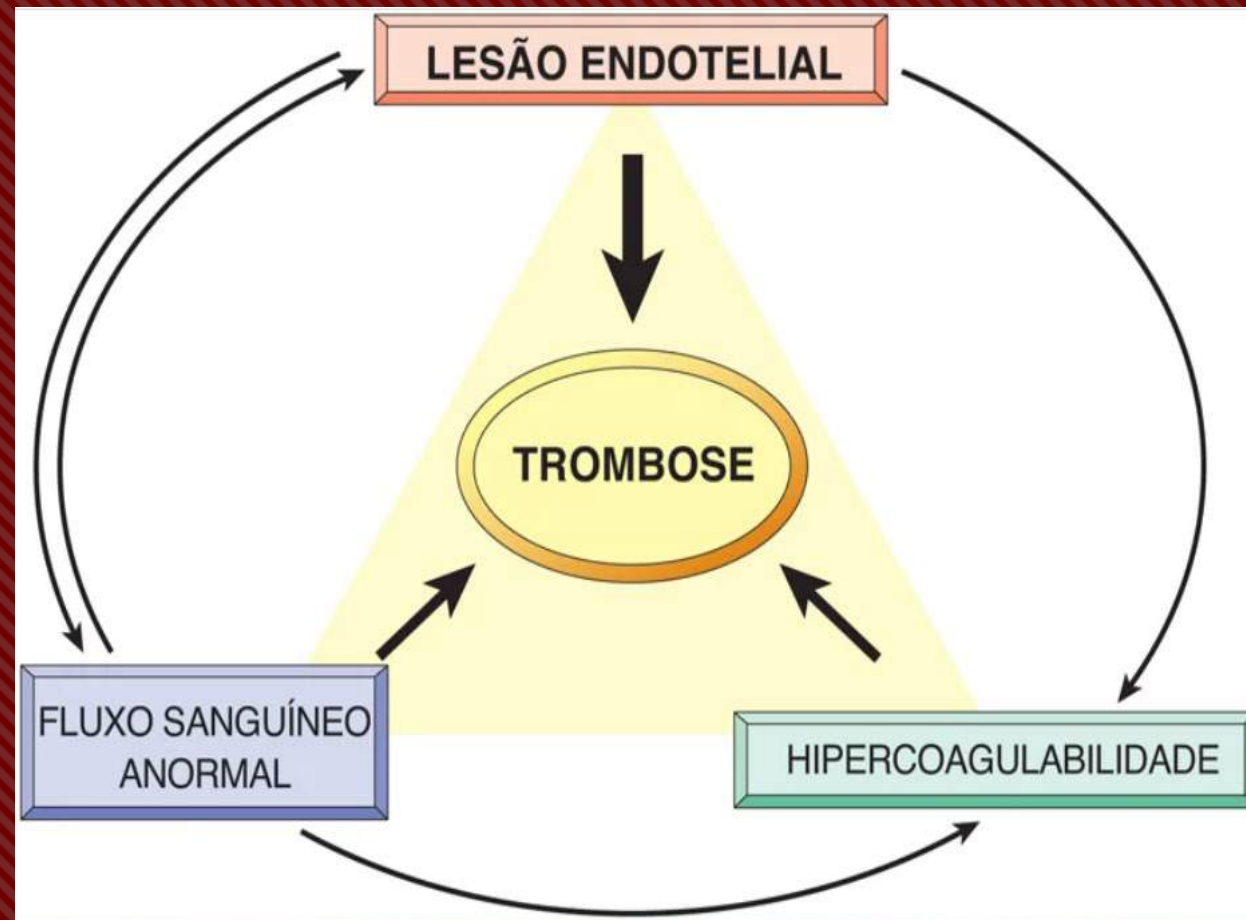 LESÃO ENDOTELIAL
TROMBOSE
FLUXO SANGUÍNEO
ANORMAL
HIPERCOAGULABILIDADE